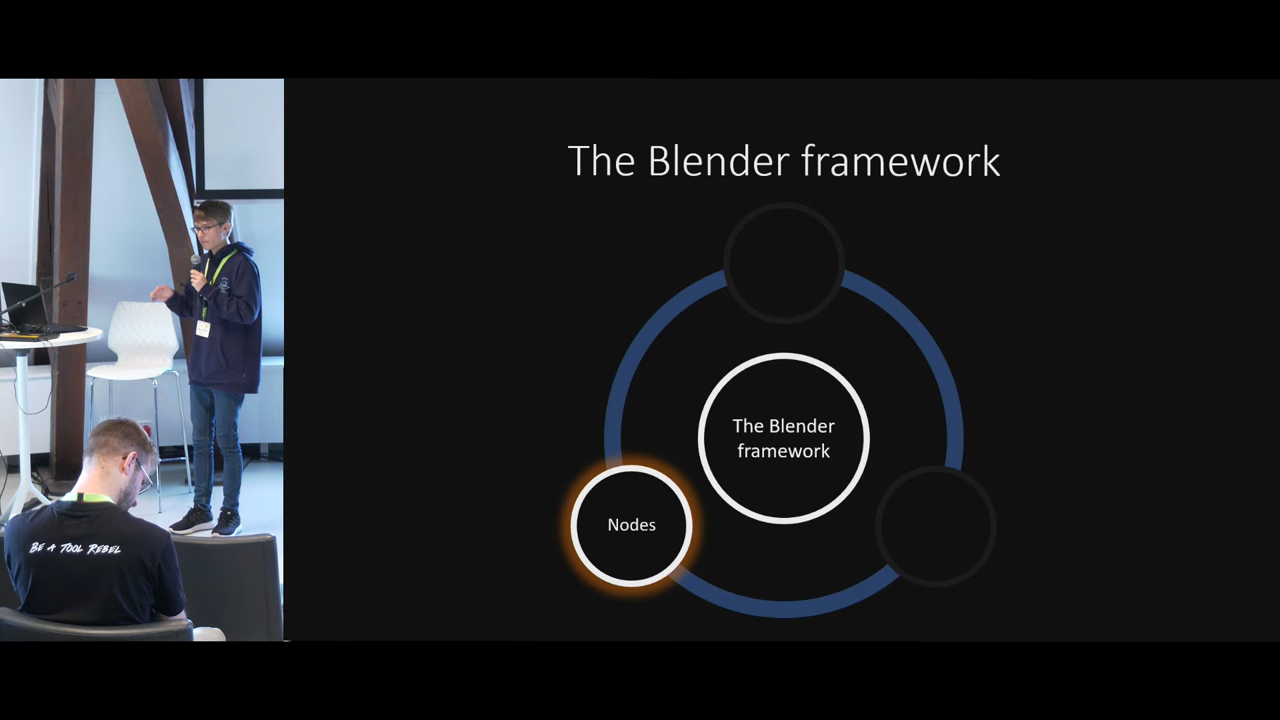 The Blender framework
The Blender
framework
Nodes
BE A TOOL REBEL